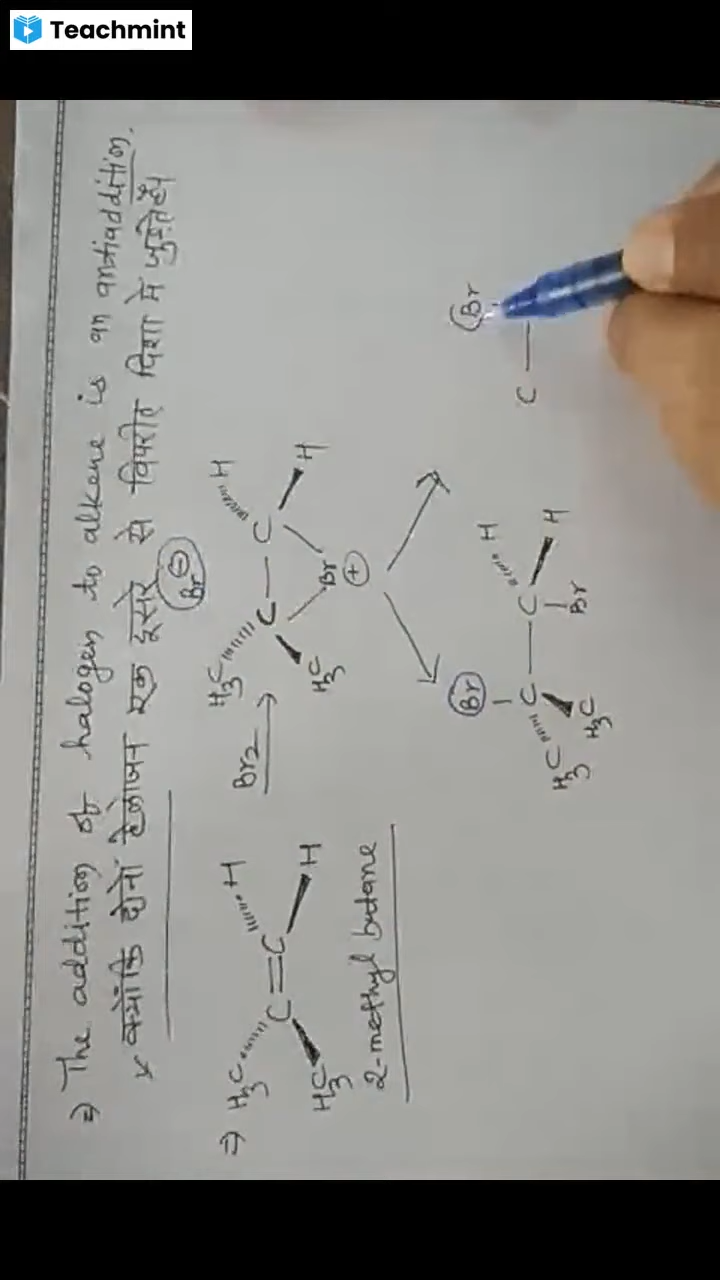 Teachmint
⇒ The addition of halogen to alkene is an antiaddition.
क्योंकि दोनों हैलोजन एक दूसरे से विपरीत दिशा में जुड़ते हैं।
Br ⊖
⇒ H3C H
C=C
H3C H
2-methyl butane
Br2 →
H3C H
C—C
H3C H
Br ⊕
Br
H
C—C
H3C Br H
H3C
Br
C—